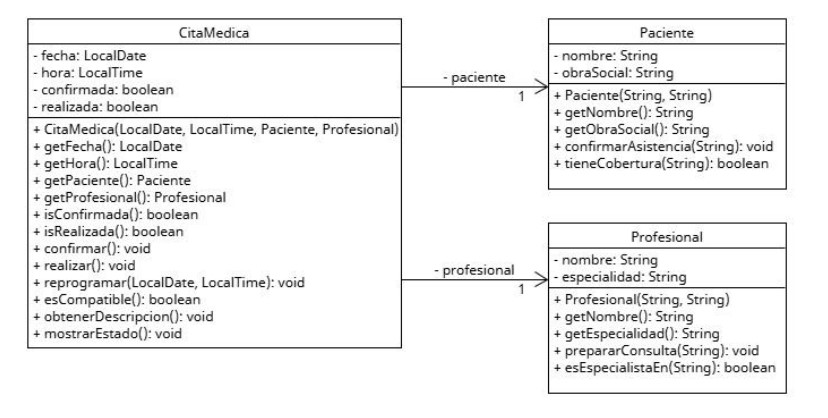 CitaMedica
- fecha: LocalDate
- hora: LocalTime
- confirmada: boolean
- realizada: boolean
+ CitaMedica(LocalDate, LocalTime, Paciente, Profesional)
+ getFecha(): LocalDate
+ getHora(): LocalTime
+ getPaciente(): Paciente
+ getProfesional(): Profesional
+ isConfirmada(): boolean
+ isRealizada(): boolean
+ confirmar(): void
+ realizar(): void
+ reprogramar(LocalDate, LocalTime): void
+ esCompatible(): boolean
+ obtenerDescripcion(): void
+ mostrarEstado(): void
- paciente
1
Paciente
- nombre: String
- obraSocial: String
+ Paciente(String, String)
+ getNombre(): String
+ getObraSocial(): String
+ confirmarAsistencia(String): void
+ tieneCobertura(String): boolean
- profesional
1
Profesional
- nombre: String
- especialidad: String
+ Profesional(String, String)
+ getNombre(): String
+ getEspecialidad(): String
+ prepararConsulta(String): void
+ esEspecialistaEn(String): boolean